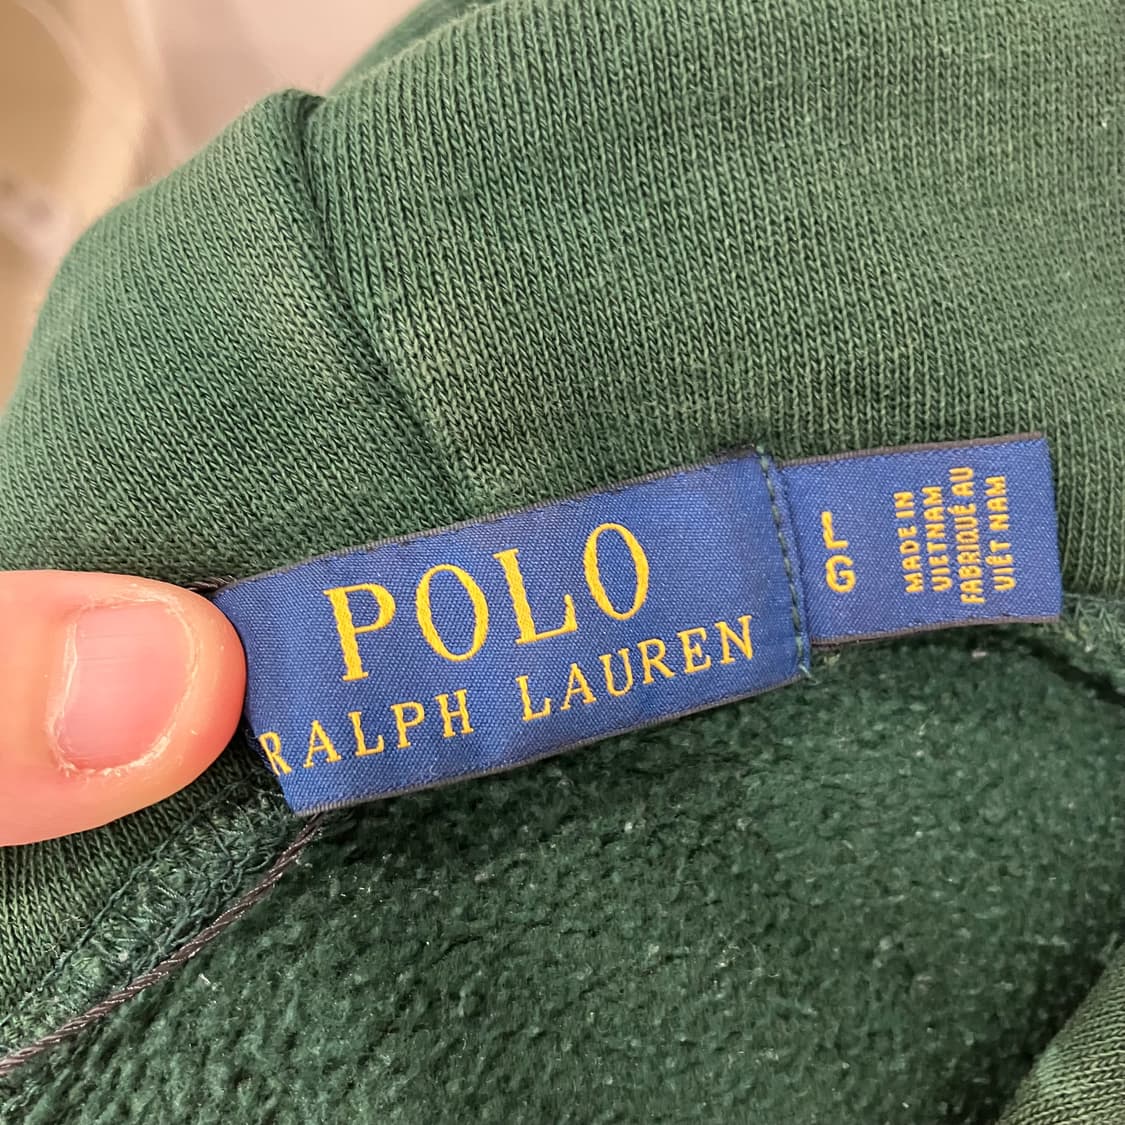 POLO
RALPH LAUREN
L
G
MADE IN
VIETNAM
FABRIQUÉ AU
VIÊT NAM